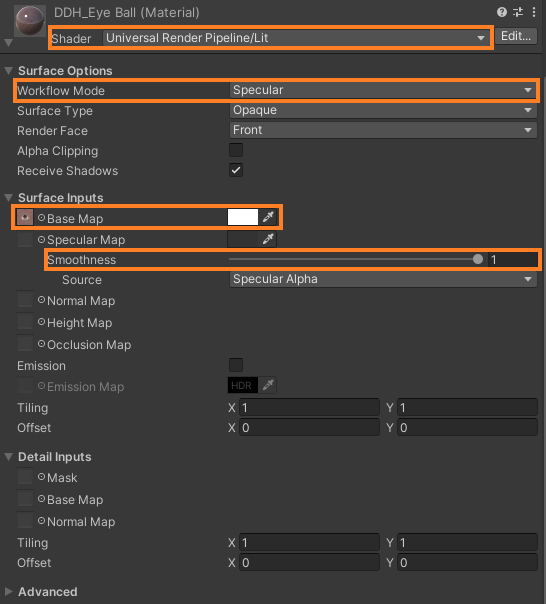 DDH_Eye Ball (Material)
Shader Universal Render Pipeline/Lit Edit...
Surface Options
Workflow Mode Specular
Surface Type Opaque
Render Face Front
Alpha Clipping
Receive Shadows
Surface Inputs
Base Map
Specular Map
Smoothness 1
Source Specular Alpha
Normal Map
Height Map
Occlusion Map
Emission
Emission Map HDR
Tiling X 1 Y 1
Offset X 0 Y 0
Detail Inputs
Mask
Base Map
Normal Map
Tiling X 1 Y 1
Offset X 0 Y 0
Advanced